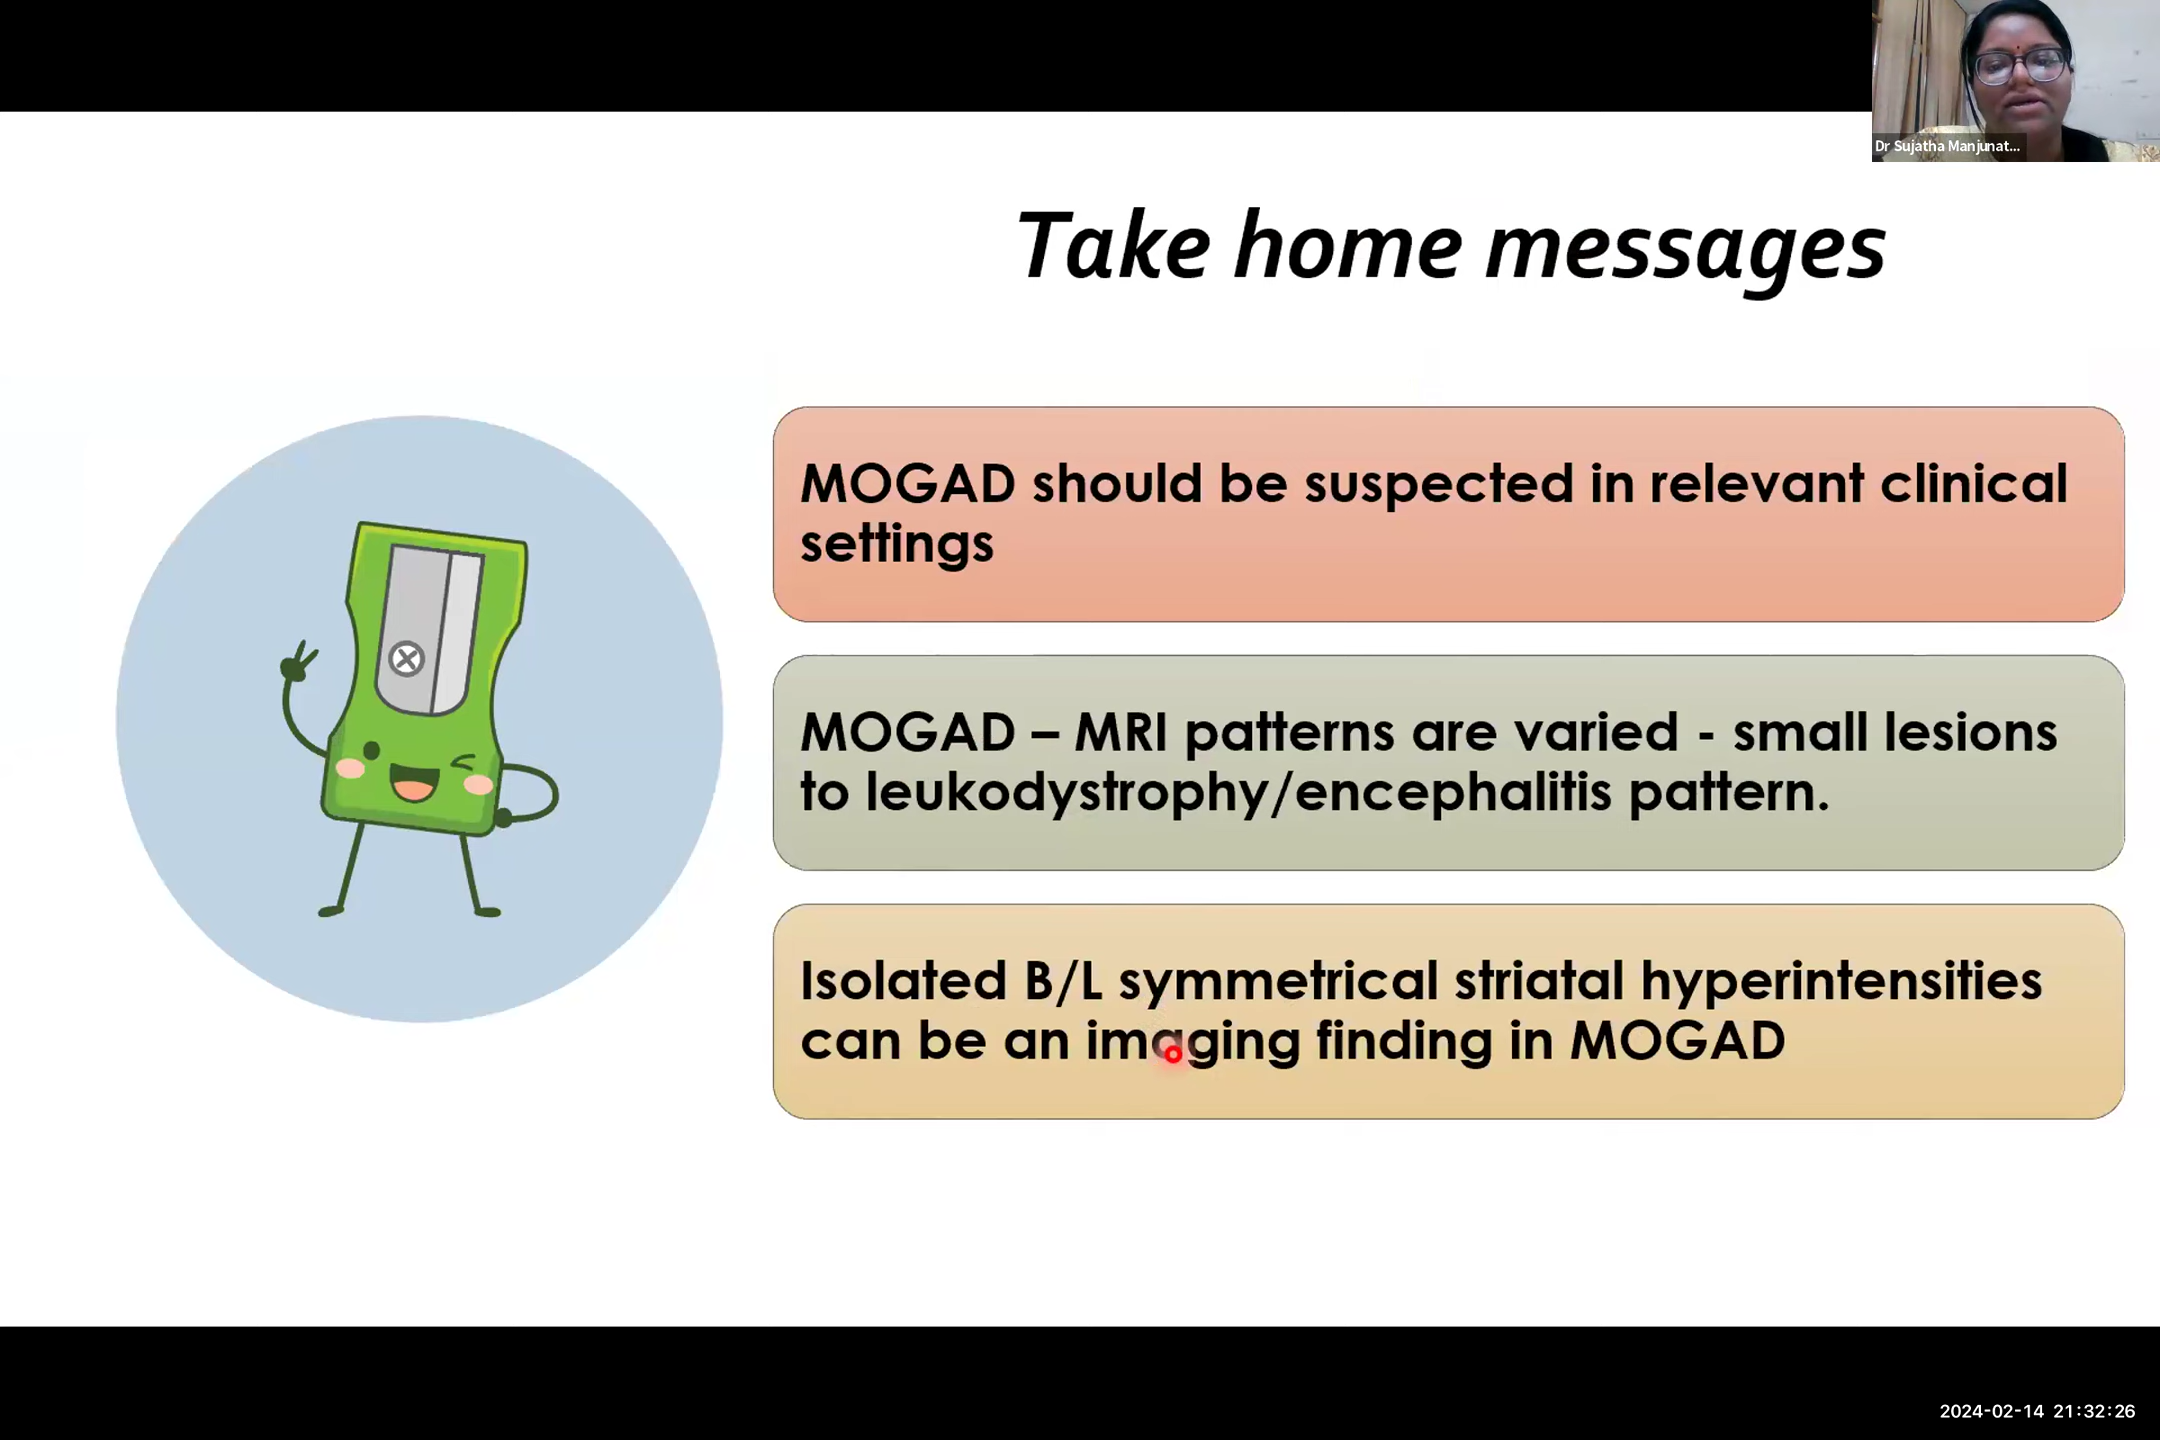 Dr Sujatha Manjunat...
Take home messages
MOGAD should be suspected in relevant clinical
settings
MOGAD – MRI patterns are varied - small lesions
to leukodystrophy/encephalitis pattern.
Isolated B/L symmetrical striatal hyperintensities
can be an imaging finding in MOGAD
2024-02-14 21:32:26